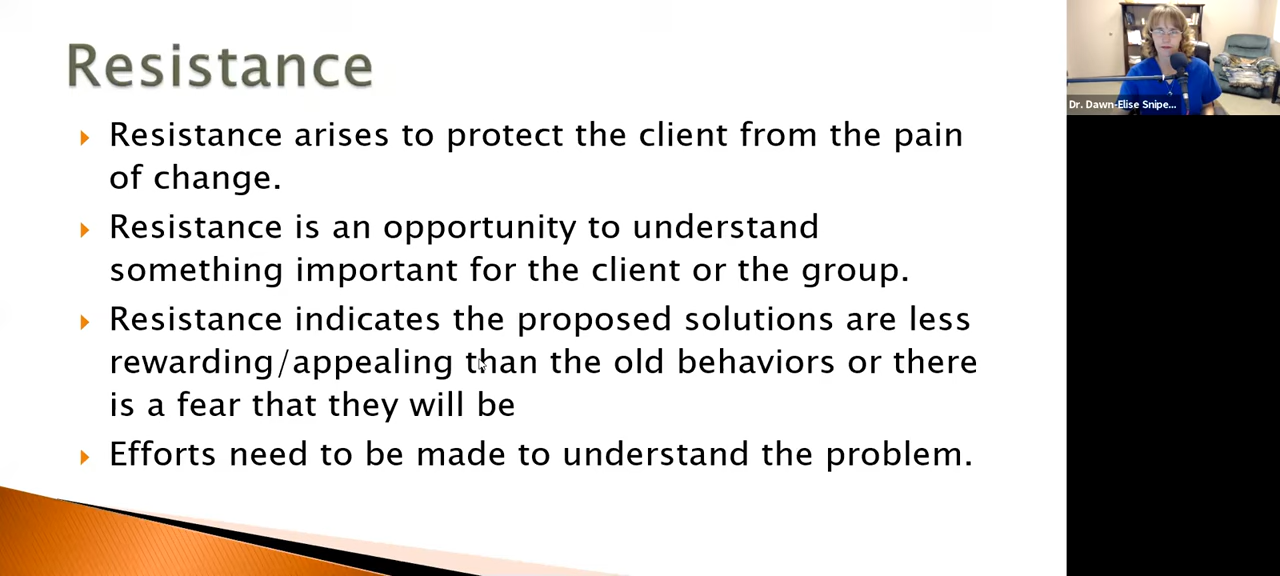 Resistance
Resistance arises to protect the client from the pain
of change.
Resistance is an opportunity to understand
something important for the client or the group.
Resistance indicates the proposed solutions are less
rewarding/appealing than the old behaviors or there
is a fear that they will be
Efforts need to be made to understand the problem.
Dr. Dawn-Elise Snipe...